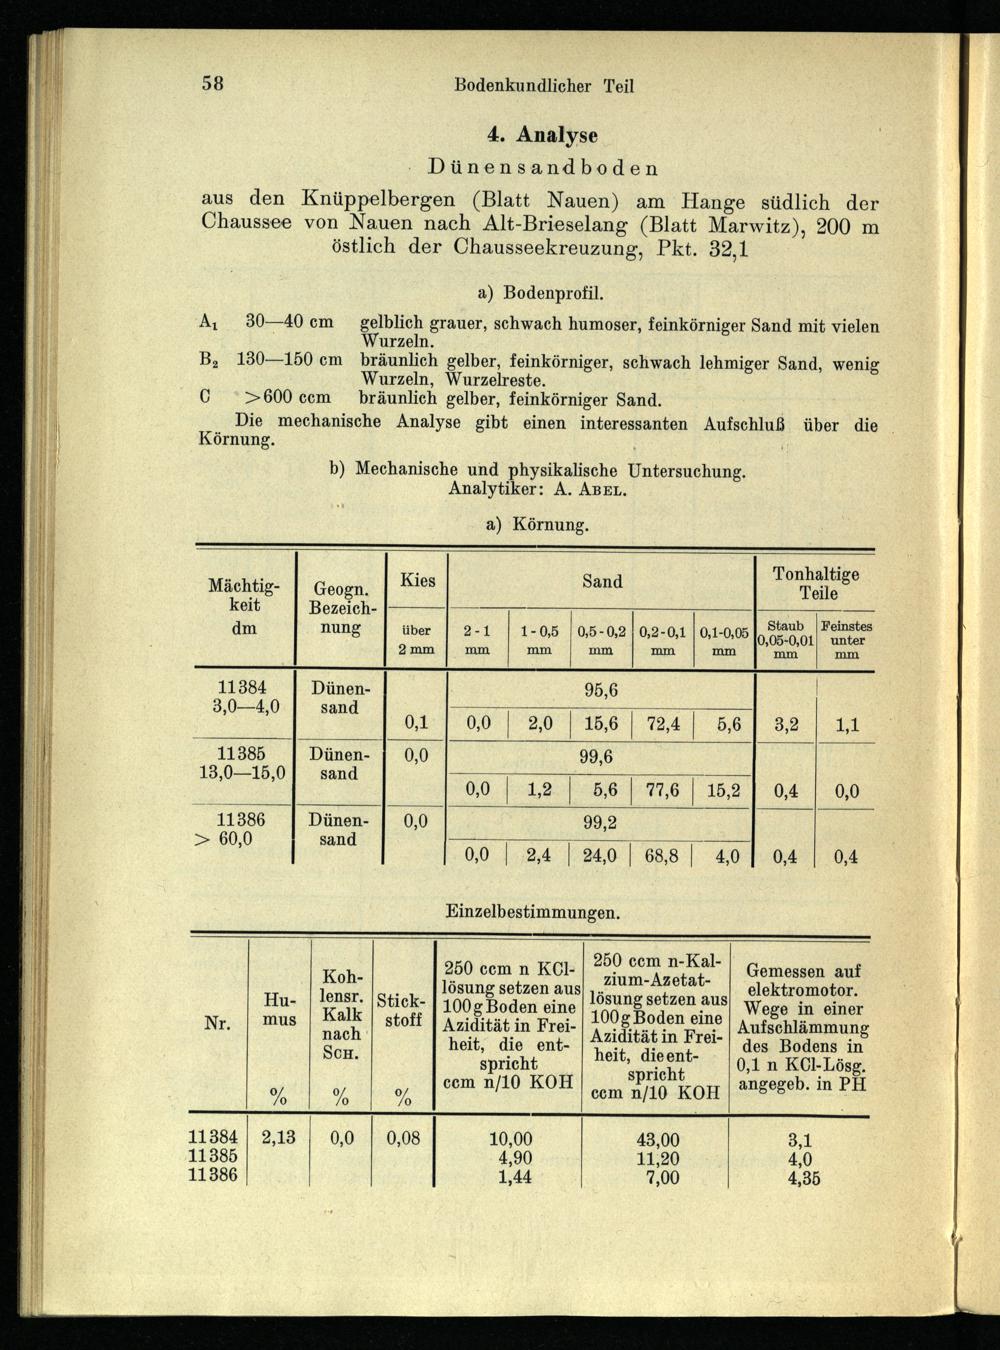 58 Bodenkundlicher Teil
4. Analyse
Dünensandboden
aus den Knüppelbergen (Blatt Nauen) am Hange südlich der
Chaussee von Nauen nach Alt-Brieselang (Blatt Marwitz), 200 m
östlich der Chausseekreuzung, Pkt. 32,1
a) Bodenprofil.
A₁ 30—40 cm gelblich grauer, schwach humoser, feinkörniger Sand mit vielen
Wurzeln.
B₂ 130—150 cm bräunlich gelber, feinkörniger, schwach lehmiger Sand, wenig
Wurzeln, Wurzelreste.
C >600 ccm bräunlich gelber, feinkörniger Sand.
Die mechanische Analyse gibt einen interessanten Aufschluß über die
Körnung.
b) Mechanische und physikalische Untersuchung.
Analytiker: A. ABEL.
a) Körnung.
Mächtig-
keit
dm
Geogn.
Bezeich-
nung
Kies
über
2 mm
Sand
2-1
mm
1-0,5
mm
0,5-0,2
mm
0,2-0,1
mm
0,1-0,05
mm
Tonhaltige
Teile
Staub
0,05-0,01
mm
Feinstes
unter
mm
11384 Dünen- 95,6
3,0—4,0 sand
0,1 0,0 2,0 15,6 72,4 5,6 3,2 1,1
11385 Dünen- 0,0 99,6
13,0—15,0 sand
0,0 1,2 5,6 77,6 15,2 0,4 0,0
11386 Dünen- 0,0 99,2
> 60,0 sand
0,0 2,4 24,0 68,8 4,0 0,4 0,4
Einzelbestimmungen.
Nr.
Hu-
mus
%
Koh-
lensr.
Kalk
nach
SCH.
%
Stick-
stoff
%
250 ccm n KCl-
lösung setzen aus
100g Boden eine
Azidität in Frei-
heit, die ent-
spricht
ccm n/10 KOH
250 ccm n-Kal-
zium-Azetat-
lösung setzen aus
100g Boden eine
Azidität in Frei-
heit, die ent-
spricht
ccm n/10 KOH
Gemessen auf
elektromotor.
Wege in einer
Aufschlämmung
des Bodens in
0,1 n KCl-Lösg.
angegeb. in PH
11384 2,13 0,0 0,08 10,00 43,00 3,1
11385 4,90 11,20 4,0
11386 1,44 7,00 4,35